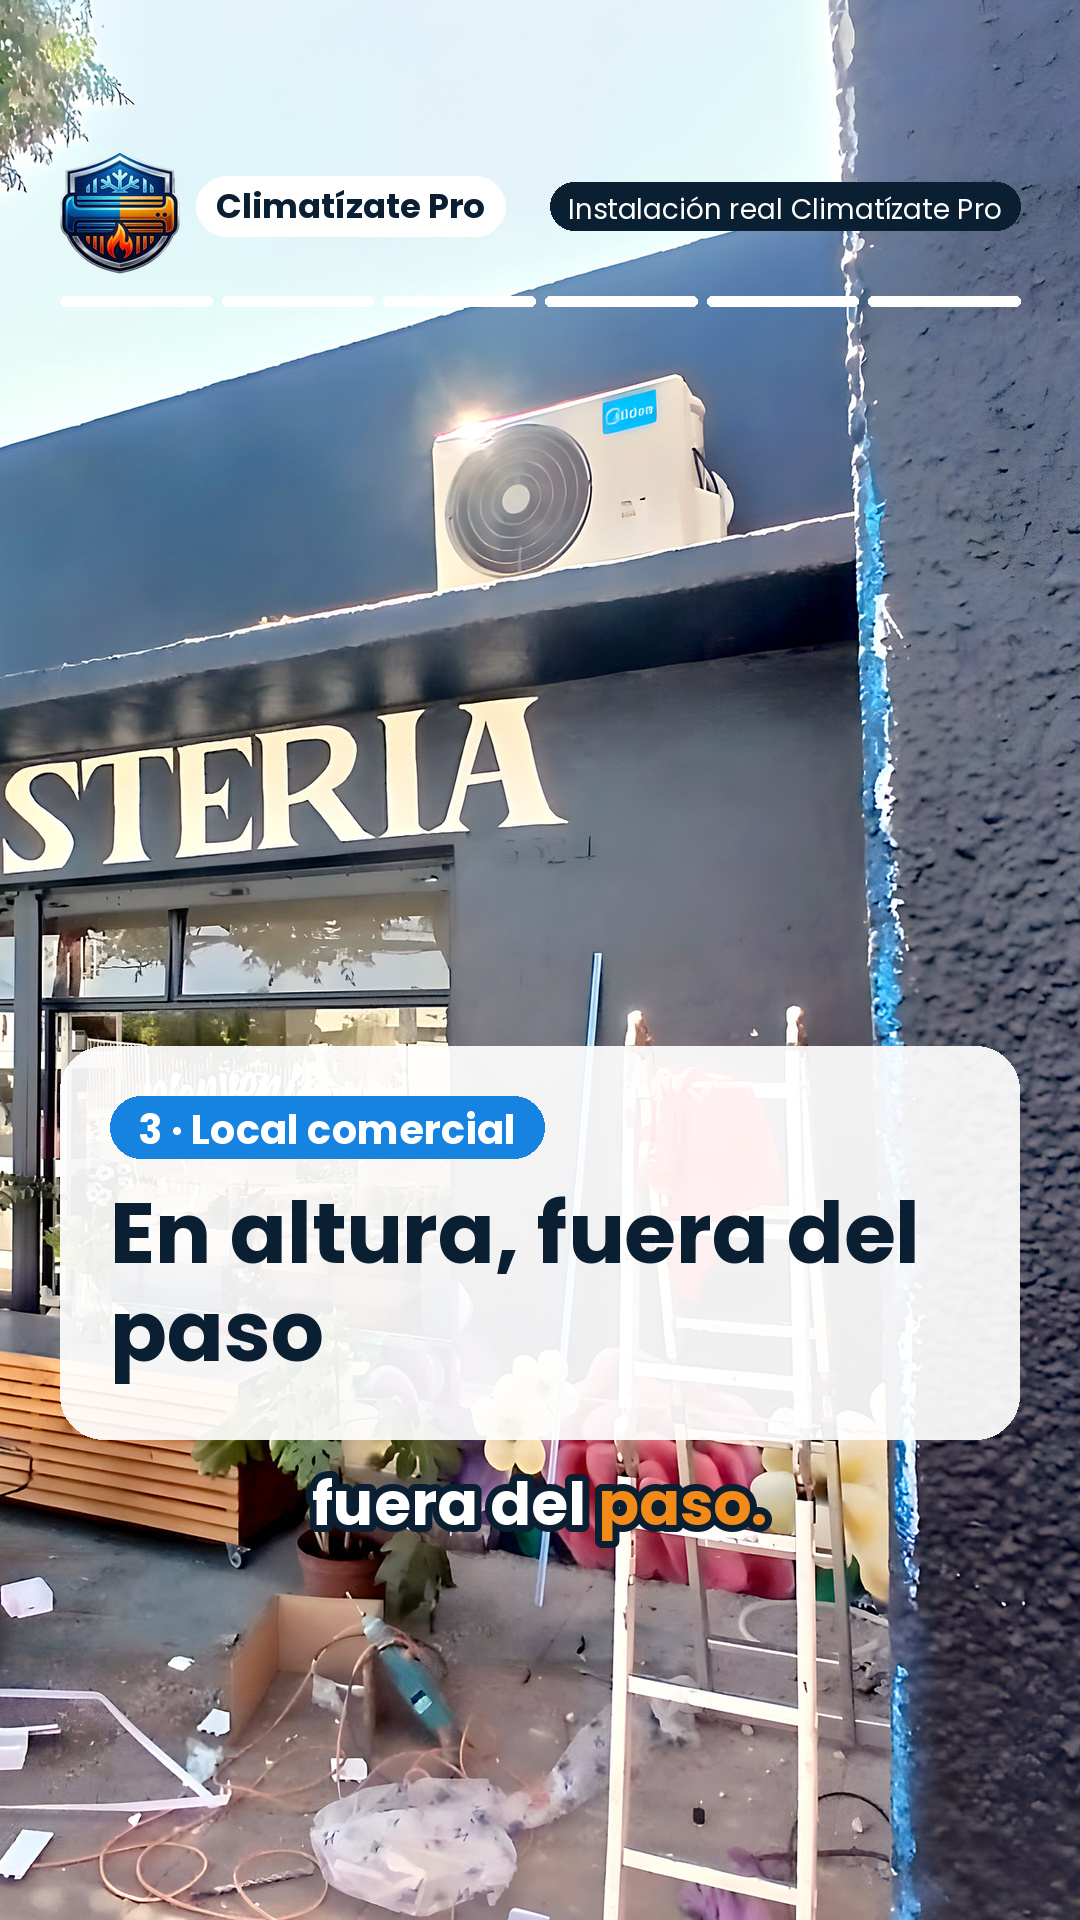 Climatízate Pro
Instalación real Climatízate Pro
STERIA
3 · Local comercial
En altura, fuera del
paso
fuera del paso.